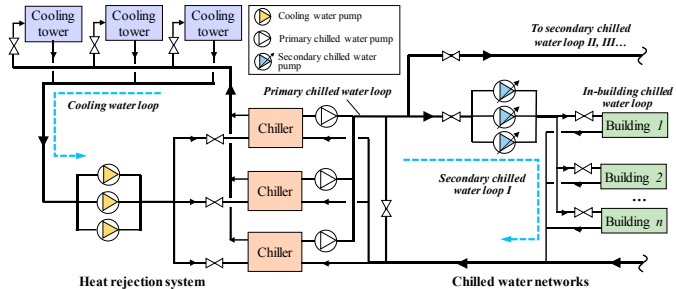 Cooling
tower
Cooling
tower
Cooling
tower
Cooling water pump
Primary chilled water pump
Secondary chilled water
pump
To secondary chilled
water loop II, III...
Cooling water loop
Primary chilled water loop
In-building chilled
water loop
Chiller
Chiller
Chiller
Building 1
Building 2
...
Building n
Secondary chilled
water loop I
Heat rejection system
Chilled water networks